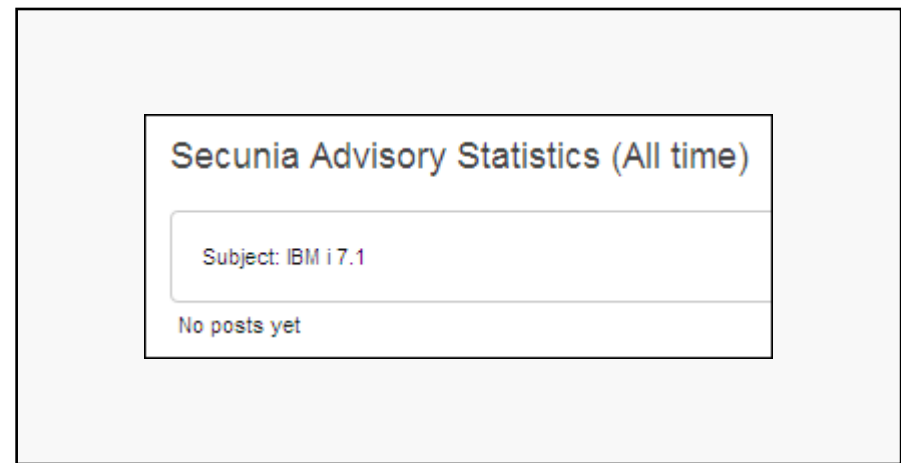 Secunia Advisory Statistics (All time)
Subject: IBM i 7.1
No posts yet